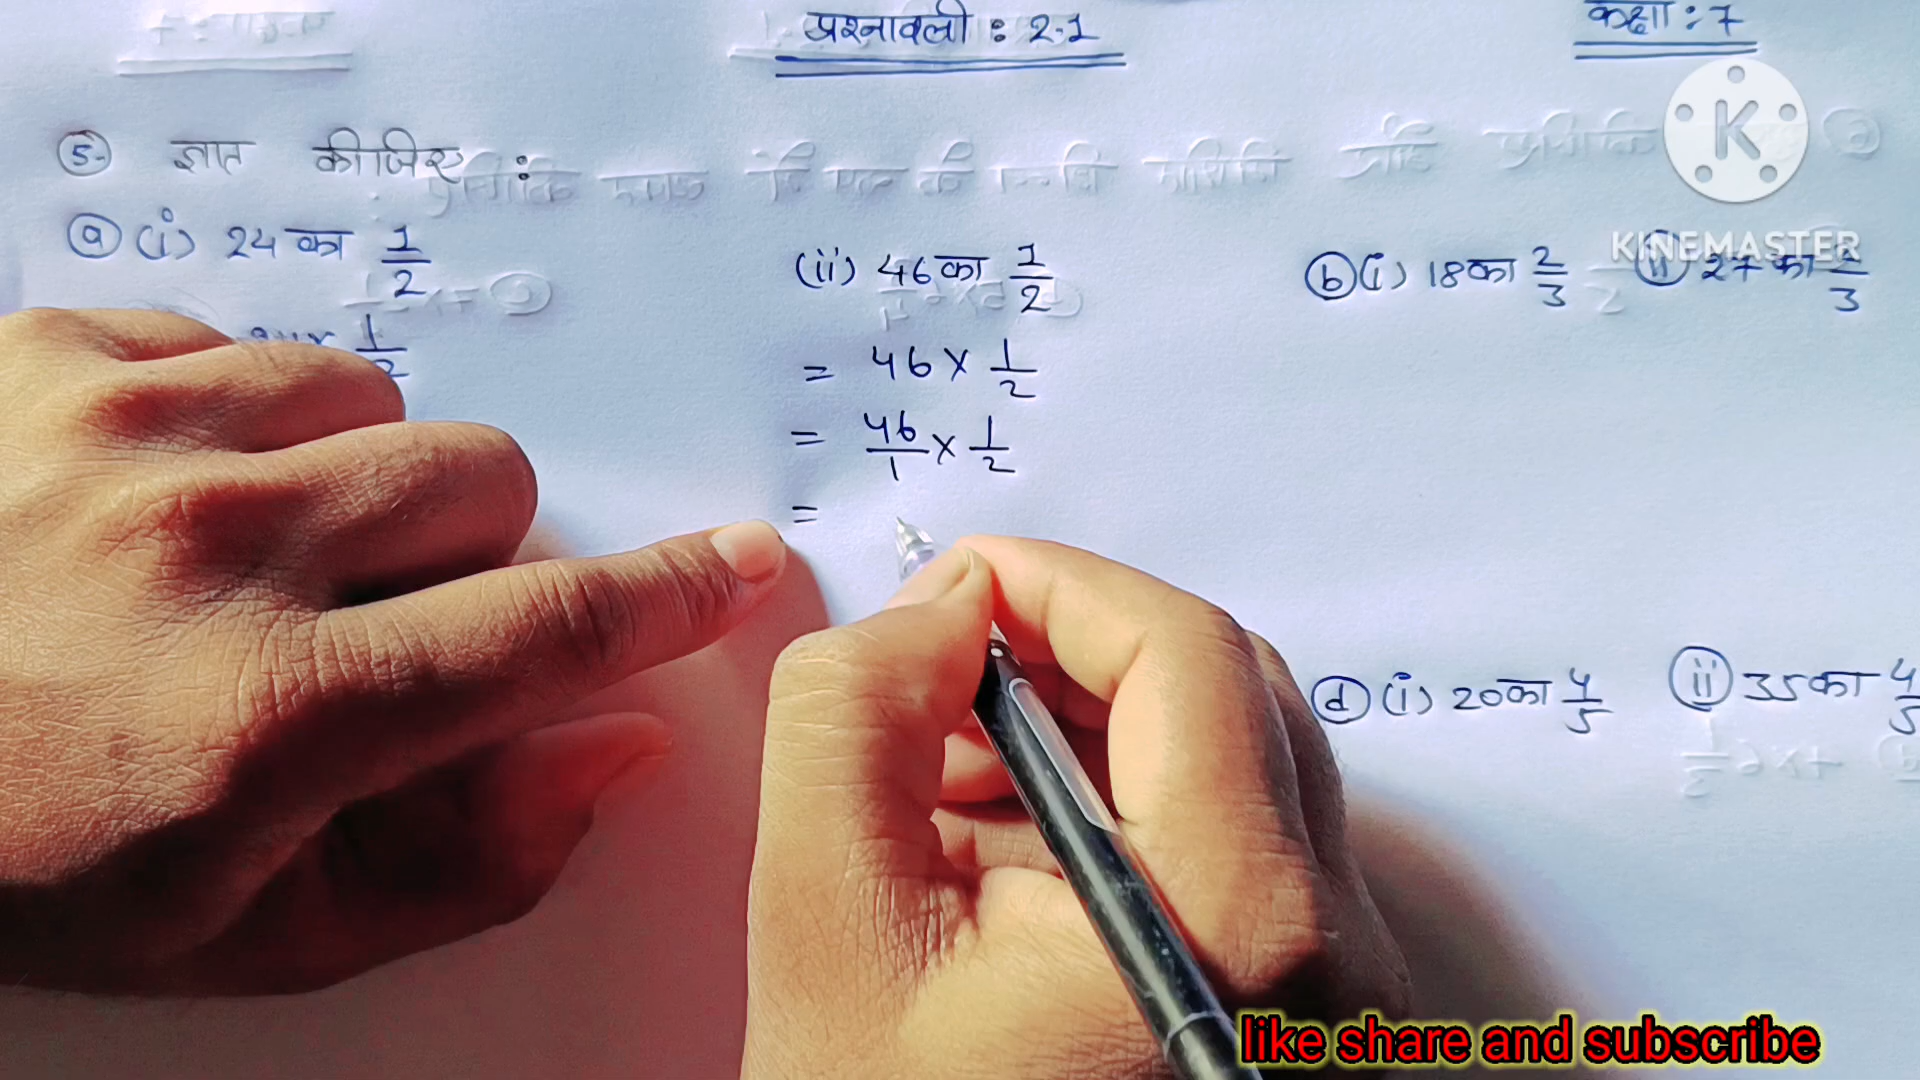 प्रश्नावली : 2.1
कक्षा : 7
5. ज्ञात कीजिए :
(a) (i) 24 का 1/2
(ii) 46 का 1/2
(b) (i) 18 का 2/3
(ii) 27 का 2/3
1/2
= 46 × 1/2
= 46/1 × 1/2
=
(d) (i) 20 का 4/5
(ii) 35 का 4/5
K
KINEMASTER
like share and subscribe